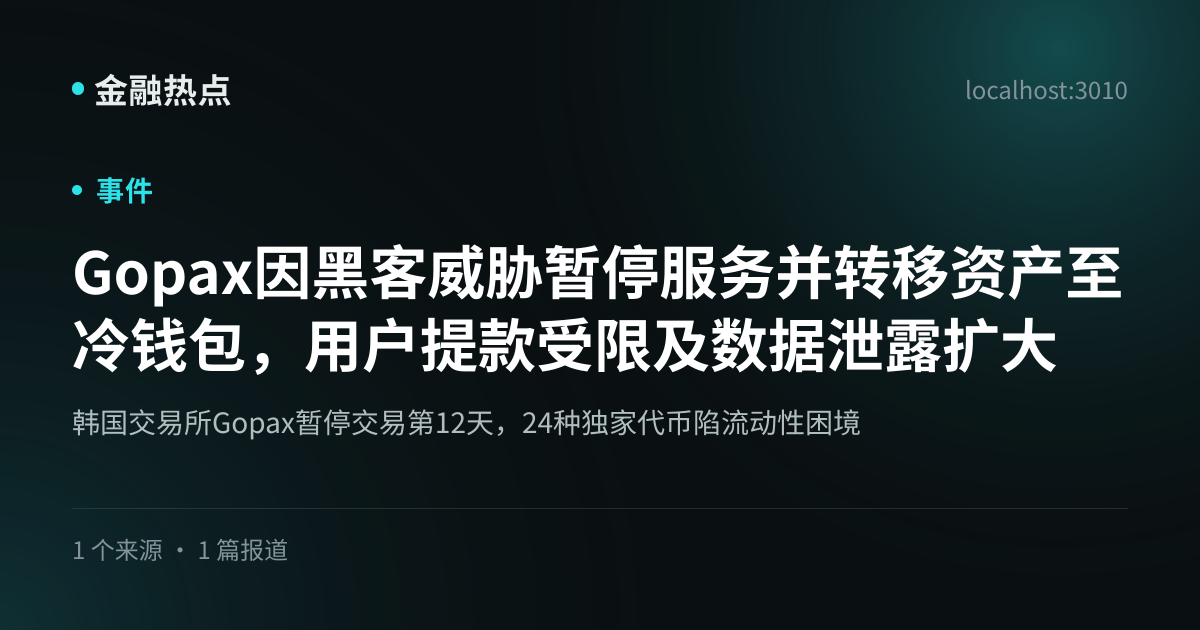 金融热点
localhost:3010
事件
Gopax因黑客威胁暂停服务并转移资产至
冷钱包，用户提款受限及数据泄露扩大
韩国交易所Gopax暂停交易第12天，24种独家代币陷流动性困境
1 个来源 · 1 篇报道